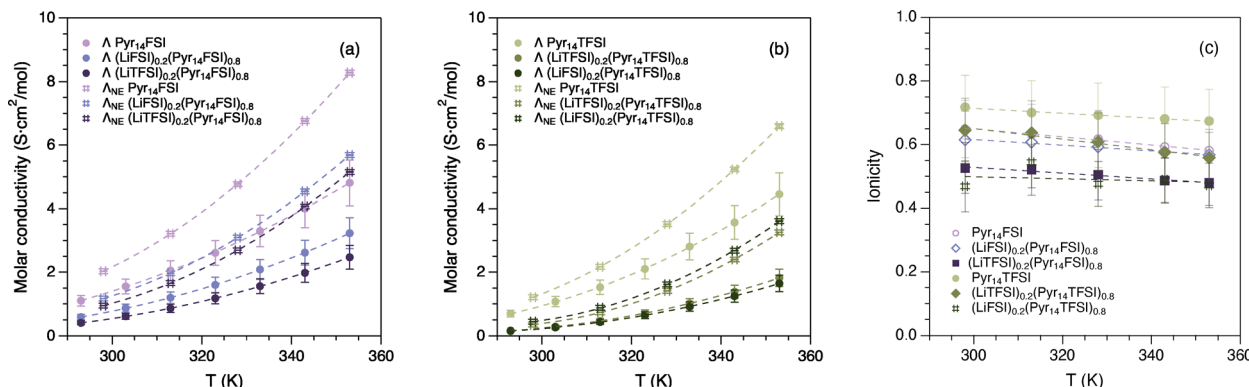 10
8
6
4
2
0
Molar conductivity (S·cm²/mol)
(a)
Λ Pyr₁₄FSI
Λ (LiFSI)₀.₂(Pyr₁₄FSI)₀.₈
Λ (LiTFSI)₀.₂(Pyr₁₄FSI)₀.₈
Λ_NE Pyr₁₄FSI
Λ_NE (LiFSI)₀.₂(Pyr₁₄FSI)₀.₈
Λ_NE (LiTFSI)₀.₂(Pyr₁₄FSI)₀.₈
300 320 340 360
T (K)
10
8
6
4
2
0
Molar conductivity (S·cm²/mol)
(b)
Λ Pyr₁₄TFSI
Λ (LiTFSI)₀.₂(Pyr₁₄TFSI)₀.₈
Λ (LiFSI)₀.₂(Pyr₁₄TFSI)₀.₈
Λ_NE Pyr₁₄TFSI
Λ_NE (LiTFSI)₀.₂(Pyr₁₄TFSI)₀.₈
Λ_NE (LiFSI)₀.₂(Pyr₁₄TFSI)₀.₈
300 320 340 360
T (K)
1.0
0.8
0.6
0.4
0.2
0.0
Ionicity
(c)
Pyr₁₄FSI
(LiFSI)₀.₂(Pyr₁₄FSI)₀.₈
(LiTFSI)₀.₂(Pyr₁₄FSI)₀.₈
Pyr₁₄TFSI
(LiTFSI)₀.₂(Pyr₁₄TFSI)₀.₈
(LiFSI)₀.₂(Pyr₁₄TFSI)₀.₈
300 320 340 360
T (K)